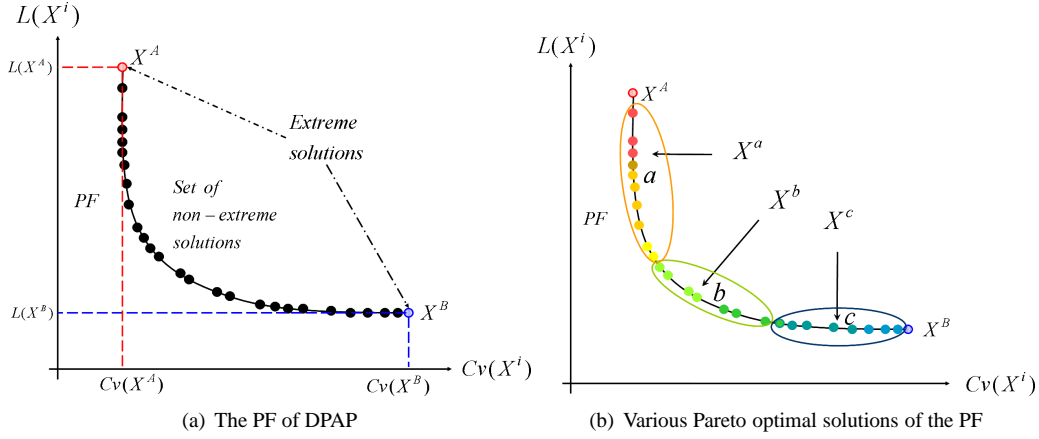 L(X^i)
X^A
L(X^A)
Extreme
solutions
PF
Set of
non – extreme
solutions
L(X^B)
X^B
Cv(X^A)
Cv(X^B)
Cv(X^i)
(a) The PF of DPAP
L(X^i)
X^A
X^a
a
X^b
PF
X^c
b
c
X^B
Cv(X^i)
(b) Various Pareto optimal solutions of the PF